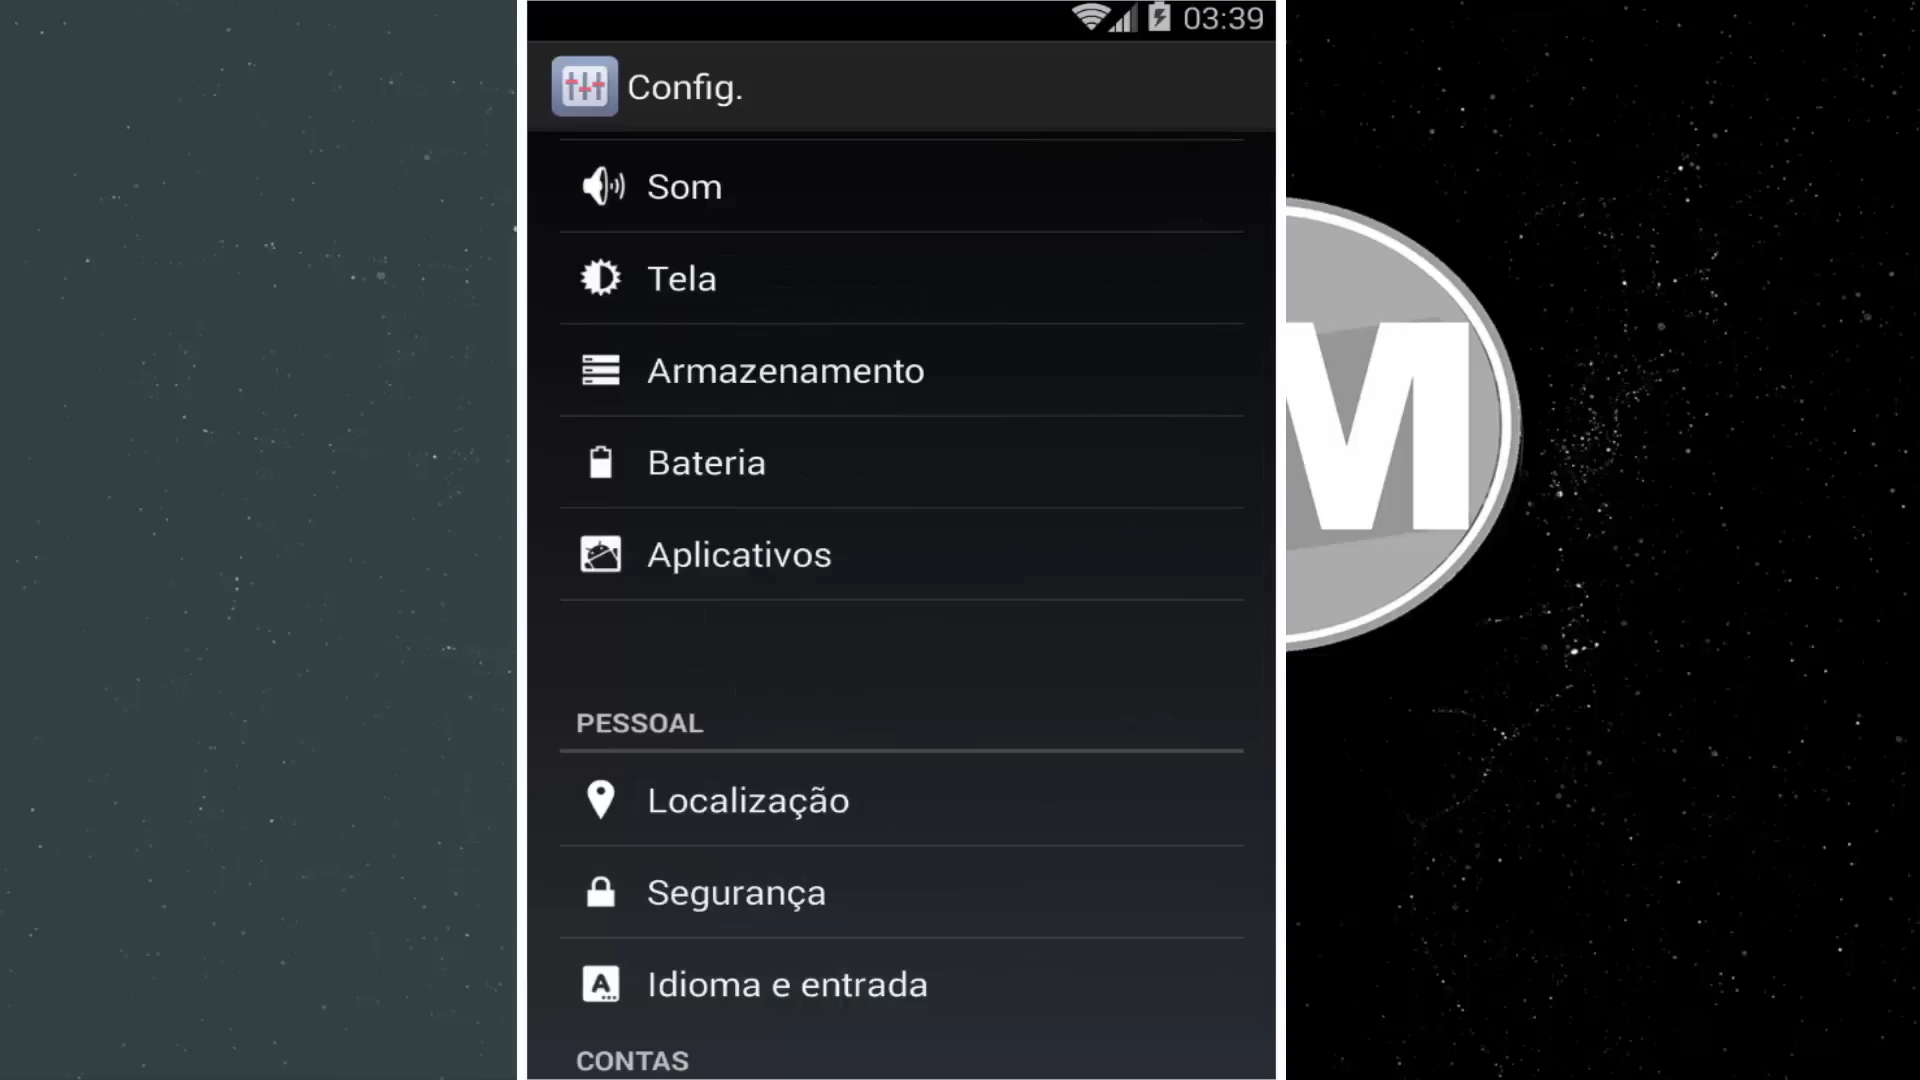 03:39
Config.
Som
Tela
Armazenamento
Bateria
Aplicativos
PESSOAL
Localização
Segurança
Idioma e entrada
CONTAS
M